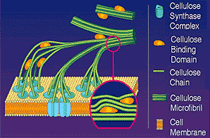 Cellulose
Synthase
Complex
Cellulose
Binding
Domain
Cellulose
Chain
Cellulose
Microfibril
Cell
Membrane